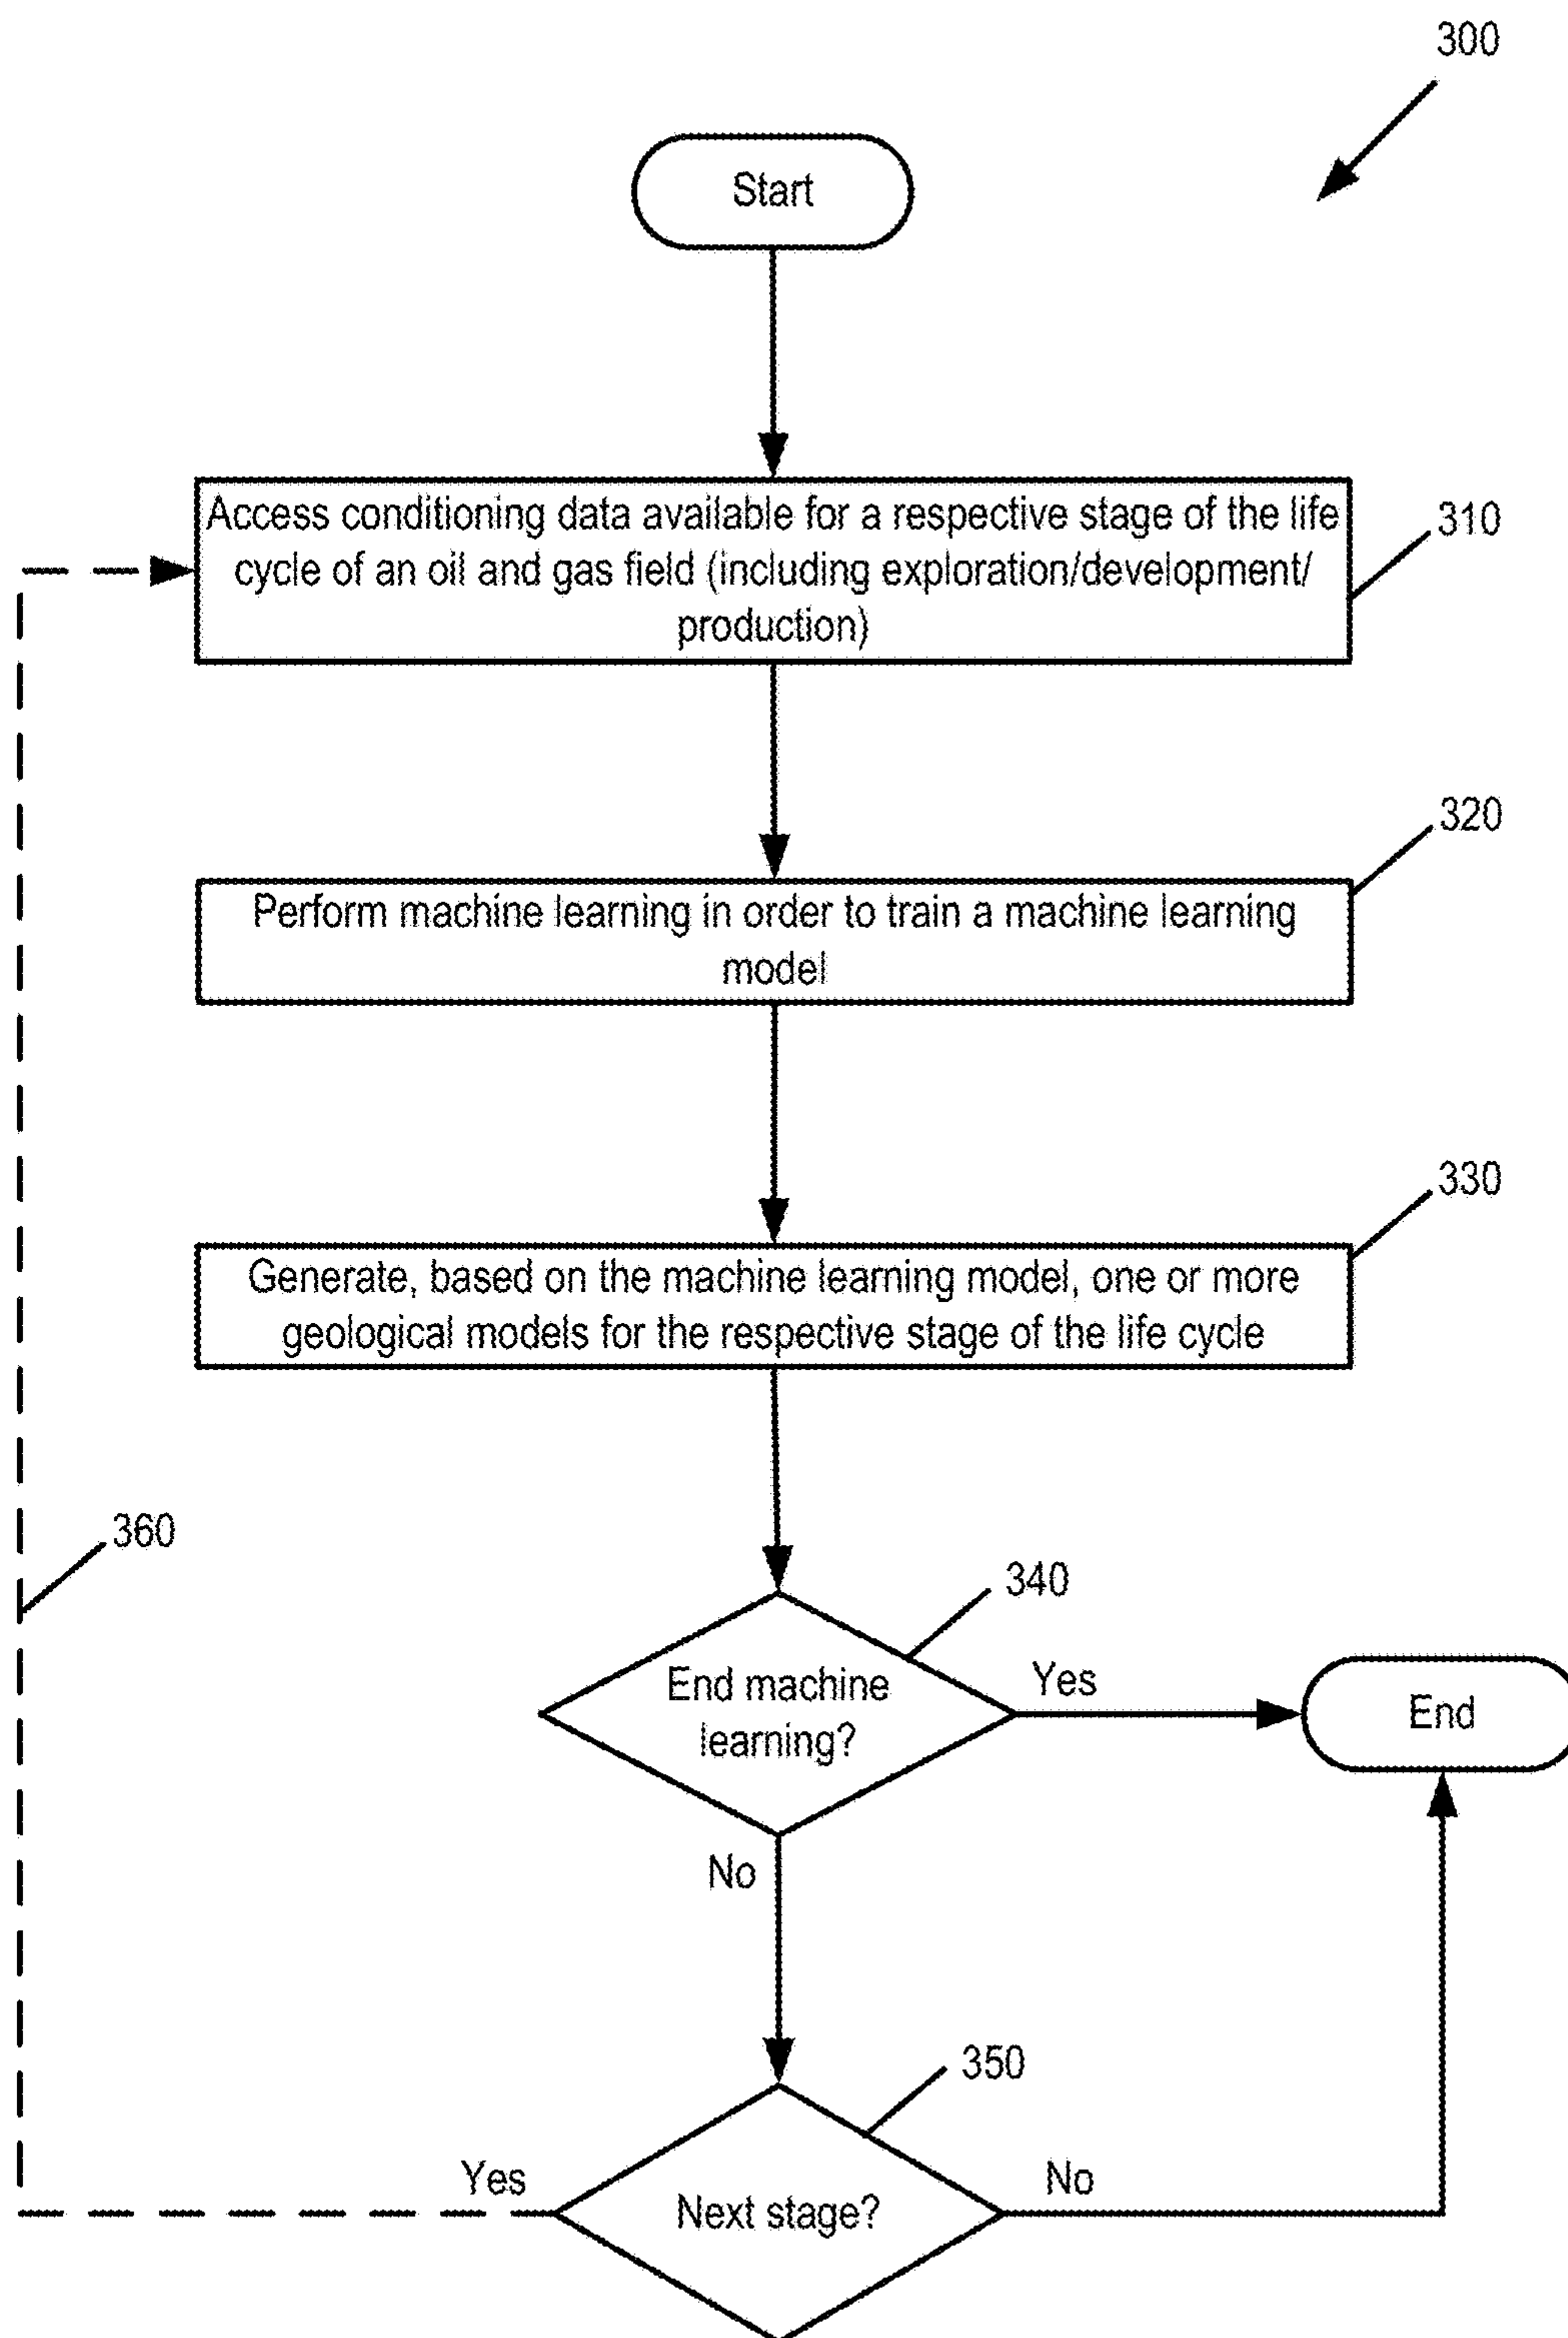 300
Start
Access conditioning data available for a respective stage of the life
cycle of an oil and gas field (including exploration/development/
production)
310
320
Perform machine learning in order to train a machine learning
model
330
Generate, based on the machine learning model, one or more
geological models for the respective stage of the life cycle
360
340
End machine
learning?
Yes
End
No
350
Yes
Next stage?
No